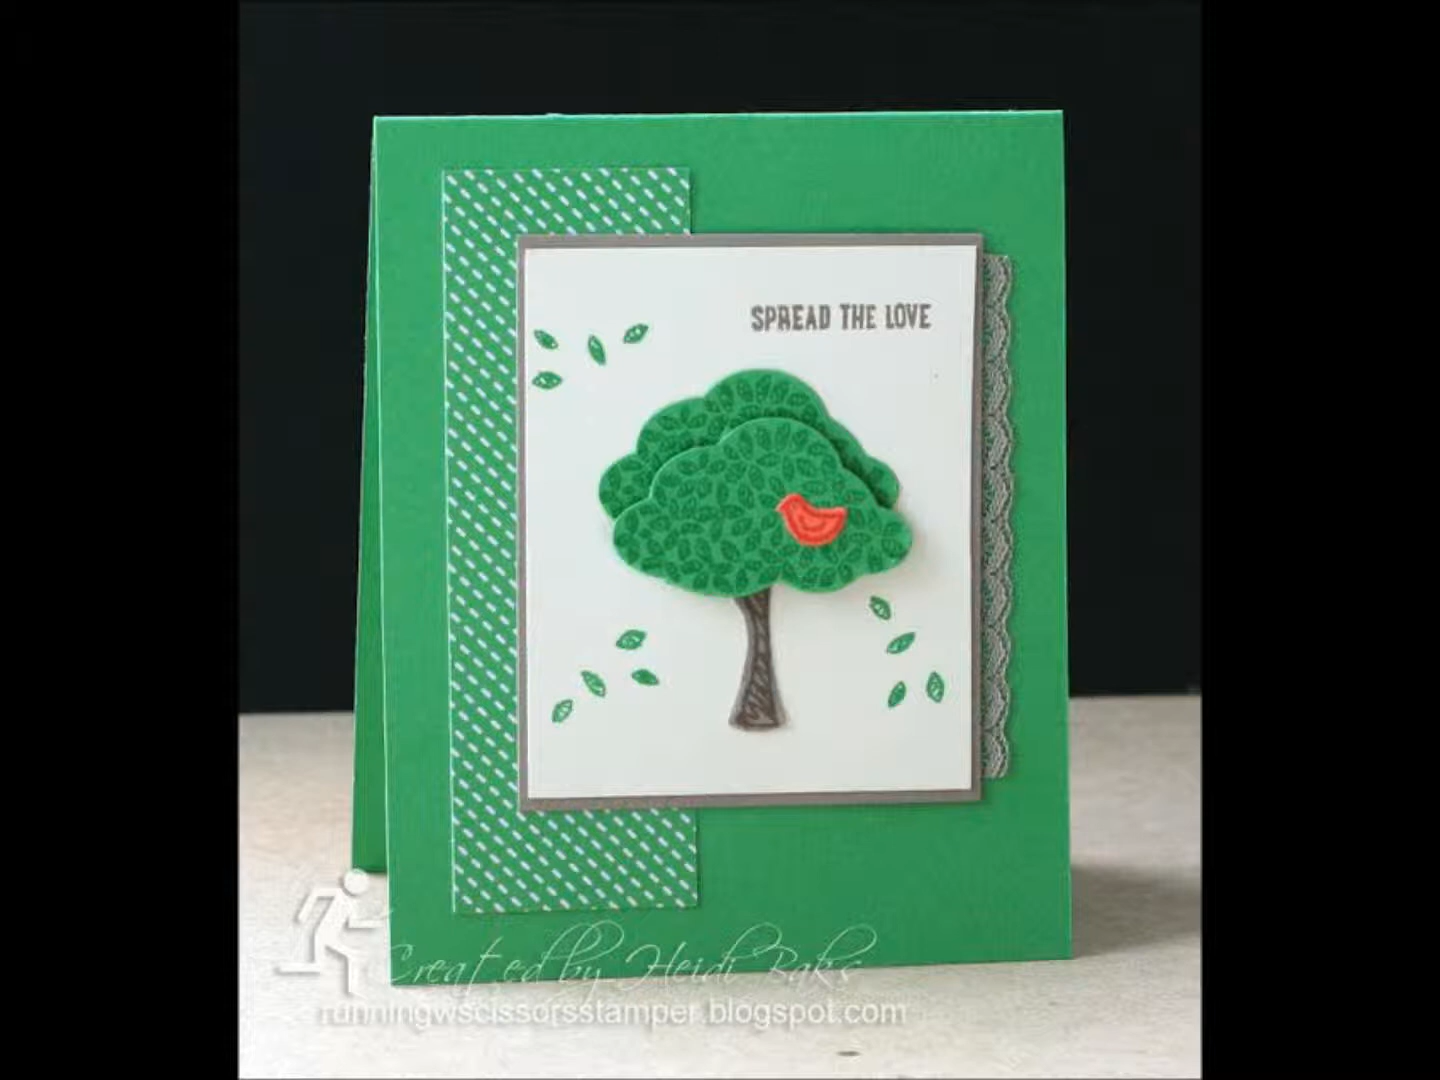 SPREAD THE LOVE
Created by Heidi Baks
runningwscissorsstamper.blogspot.com